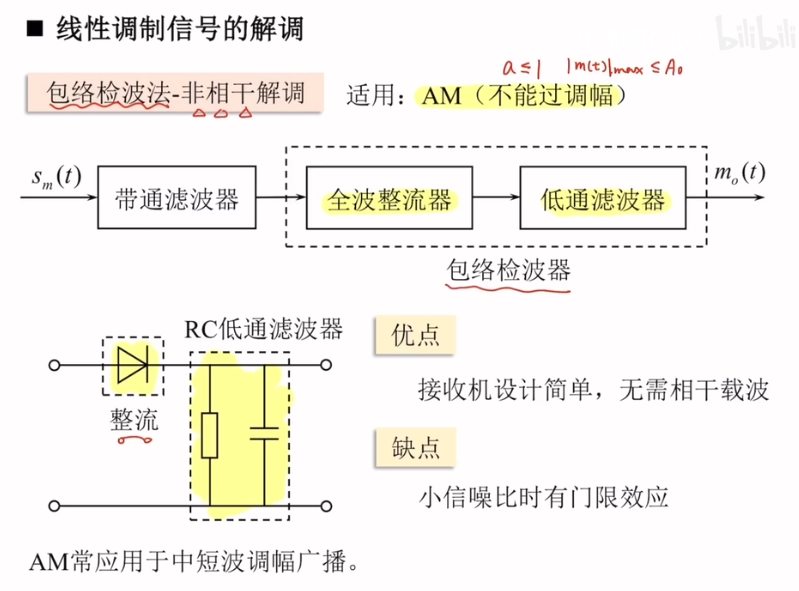 ■ 线性调制信号的解调
bilibili
a≤1 |m(t)|max≤A₀
包络检波法-非相干解调 适用：AM（不能过调幅）
sₘ(t) 带通滤波器 全波整流器 低通滤波器 mₒ(t)
包络检波器
RC低通滤波器
优点
整流
接收机设计简单，无需相干载波
缺点
小信噪比时有门限效应
AM常应用于中短波调幅广播。